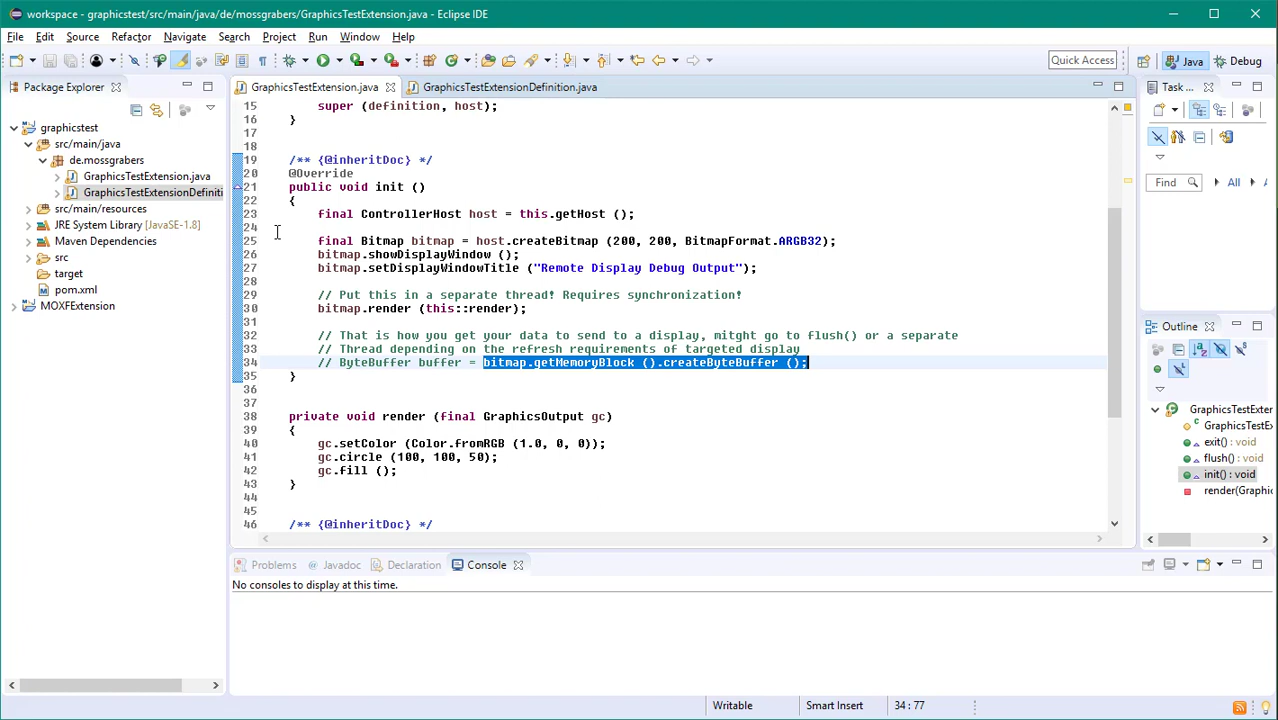 workspace - graphicstest/src/main/java/de/mossgrabers/GraphicsTestExtension.java - Eclipse IDE
File Edit Source Refactor Navigate Search Project Run Window Help
Quick Access Java Debug
Package Explorer
GraphicsTestExtension.java GraphicsTestExtensionDefinition.java
Task ...
graphicstest
src/main/java
de.mossgrabers
GraphicsTestExtension.java
GraphicsTestExtensionDefiniti
src/main/resources
JRE System Library [JavaSE-1.8]
Maven Dependencies
src
target
pom.xml
MOXFExtension
15 super (definition, host);
16 }
17
18
19 /** {@inheritDoc} */
20 @Override
21 public void init ()
22 {
23 final ControllerHost host = this.getHost ();
24
25 final Bitmap bitmap = host.createBitmap (200, 200, BitmapFormat.ARGB32);
26 bitmap.showDisplayWindow ();
27 bitmap.setDisplayWindowTitle ("Remote Display Debug Output");
28
29 // Put this in a separate thread! Requires synchronization!
30 bitmap.render (this::render);
31
32 // That is how you get your data to send to a display, mitght go to flush() or a separate
33 // Thread depending on the refresh requirements of targeted display
34 // ByteBuffer buffer = bitmap.getMemoryBlock ().createByteBuffer ();
35 }
36
37
38 private void render (final GraphicsOutput gc)
39 {
40 gc.setColor (Color.fromRGB (1.0, 0, 0));
41 gc.circle (100, 100, 50);
42 gc.fill ();
43 }
44
45
46 /** {@inheritDoc} */
Find All
Outline
GraphicsTestExt
GraphicsTestEx
exit() : void
flush() : void
init() : void
render(Graphi
Problems Javadoc Declaration Console
No consoles to display at this time.
Writable Smart Insert 34 : 77